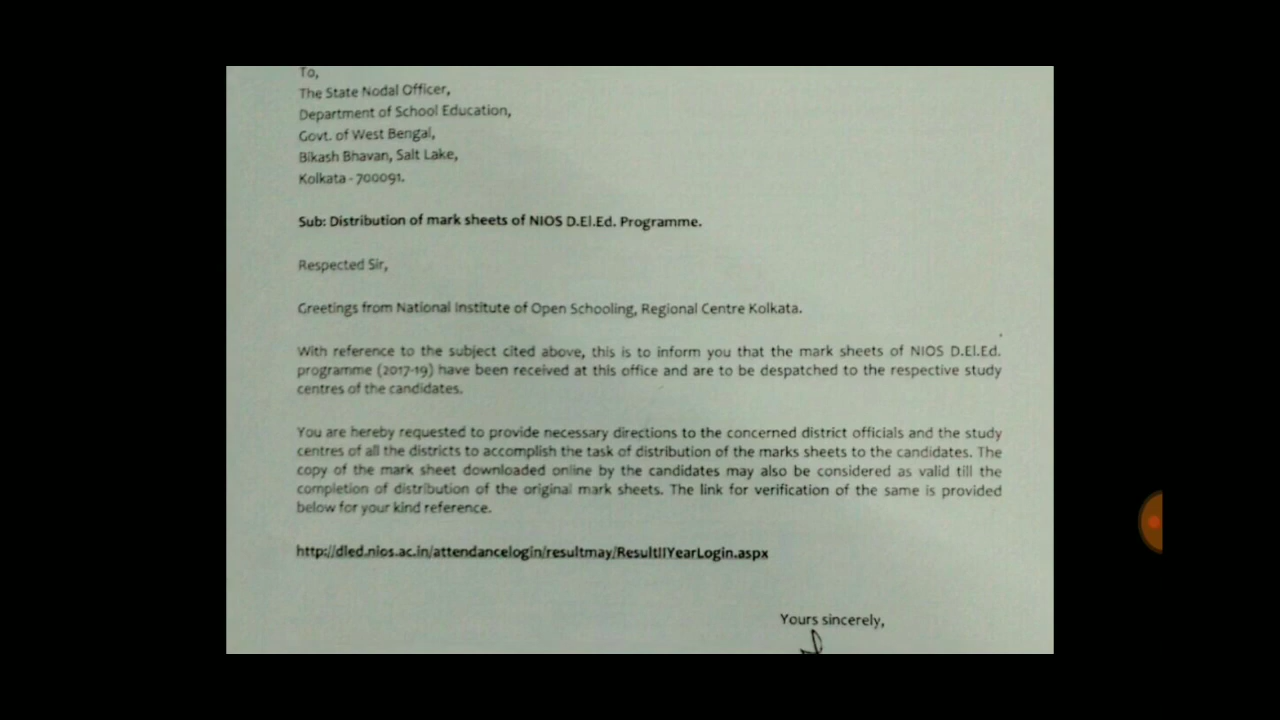 To,
The State Nodal Officer,
Department of School Education,
Govt. of West Bengal,
Bikash Bhavan, Salt Lake,
Kolkata - 700091.
Sub: Distribution of mark sheets of NIOS D.El.Ed. Programme.
Respected Sir,
Greetings from National Institute of Open Schooling, Regional Centre Kolkata.
With reference to the subject cited above, this is to inform you that the mark sheets of NIOS D.El.Ed.
programme (2017-19) have been received at this office and are to be despatched to the respective study
centres of the candidates.
You are hereby requested to provide necessary directions to the concerned district officials and the study
centres of all the districts to accomplish the task of distribution of the marks sheets to the candidates. The
copy of the mark sheet downloaded online by the candidates may also be considered as valid till the
completion of distribution of the original mark sheets. The link for verification of the same is provided
below for your kind reference.
http://dled.nios.ac.in/attendancelogin/resultmay/ResultIIYearLogin.aspx
Yours sincerely,